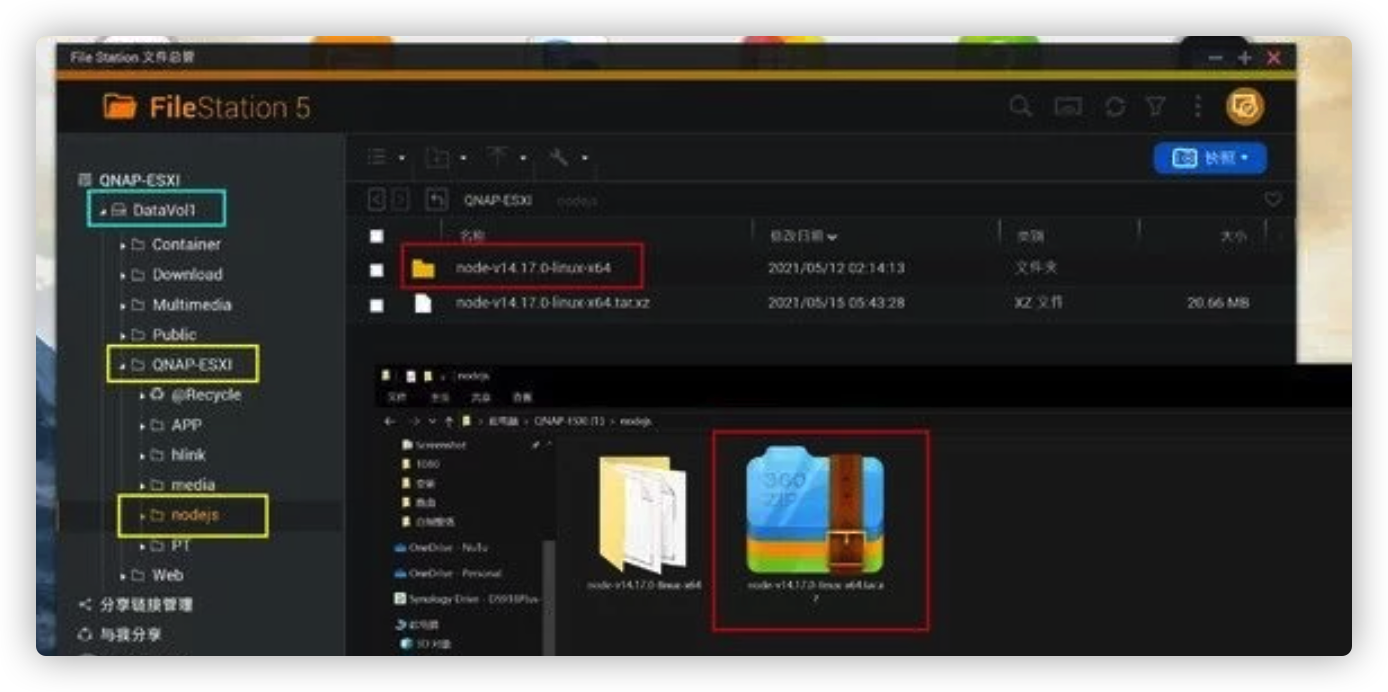 File Station 文件总管
FileStation 5
快照
QNAP-ESXI
DataVol1
Container
Download
Multimedia
Public
QNAP-ESXI
@Recycle
APP
hlink
media
nodejs
PT
Web
分享链接管理
与我分享
QNAP-ESXI nodejs
名称 修改日期 类别 大小
node-v14.17.0-linux-x64 2021/05/12 02:14:13 文件夹
node-v14.17.0-linux-x64.tar.xz 2021/05/15 05:43:28 XZ 文件 20.66 MB
nodejs
文件 主页 共享 查看
此电脑 > QNAP-ESXI (1) > nodejs
Screenshot
1080
OneDrive - NuTu
OneDrive - Personal
Synology Drive - DS918Plus-
此电脑
3D 对象
360
ZIP
node-v14.17.0-linux-x64
node-v14.17.0-linux-x64.tar.x
z